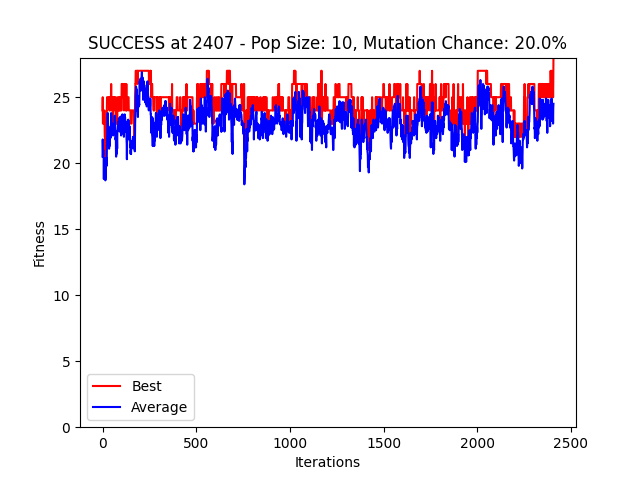 SUCCESS at 2407 - Pop Size: 10, Mutation Chance: 20.0%
25
20
15
10
5
0
Fitness
Best
Average
0 500 1000 1500 2000 2500
Iterations